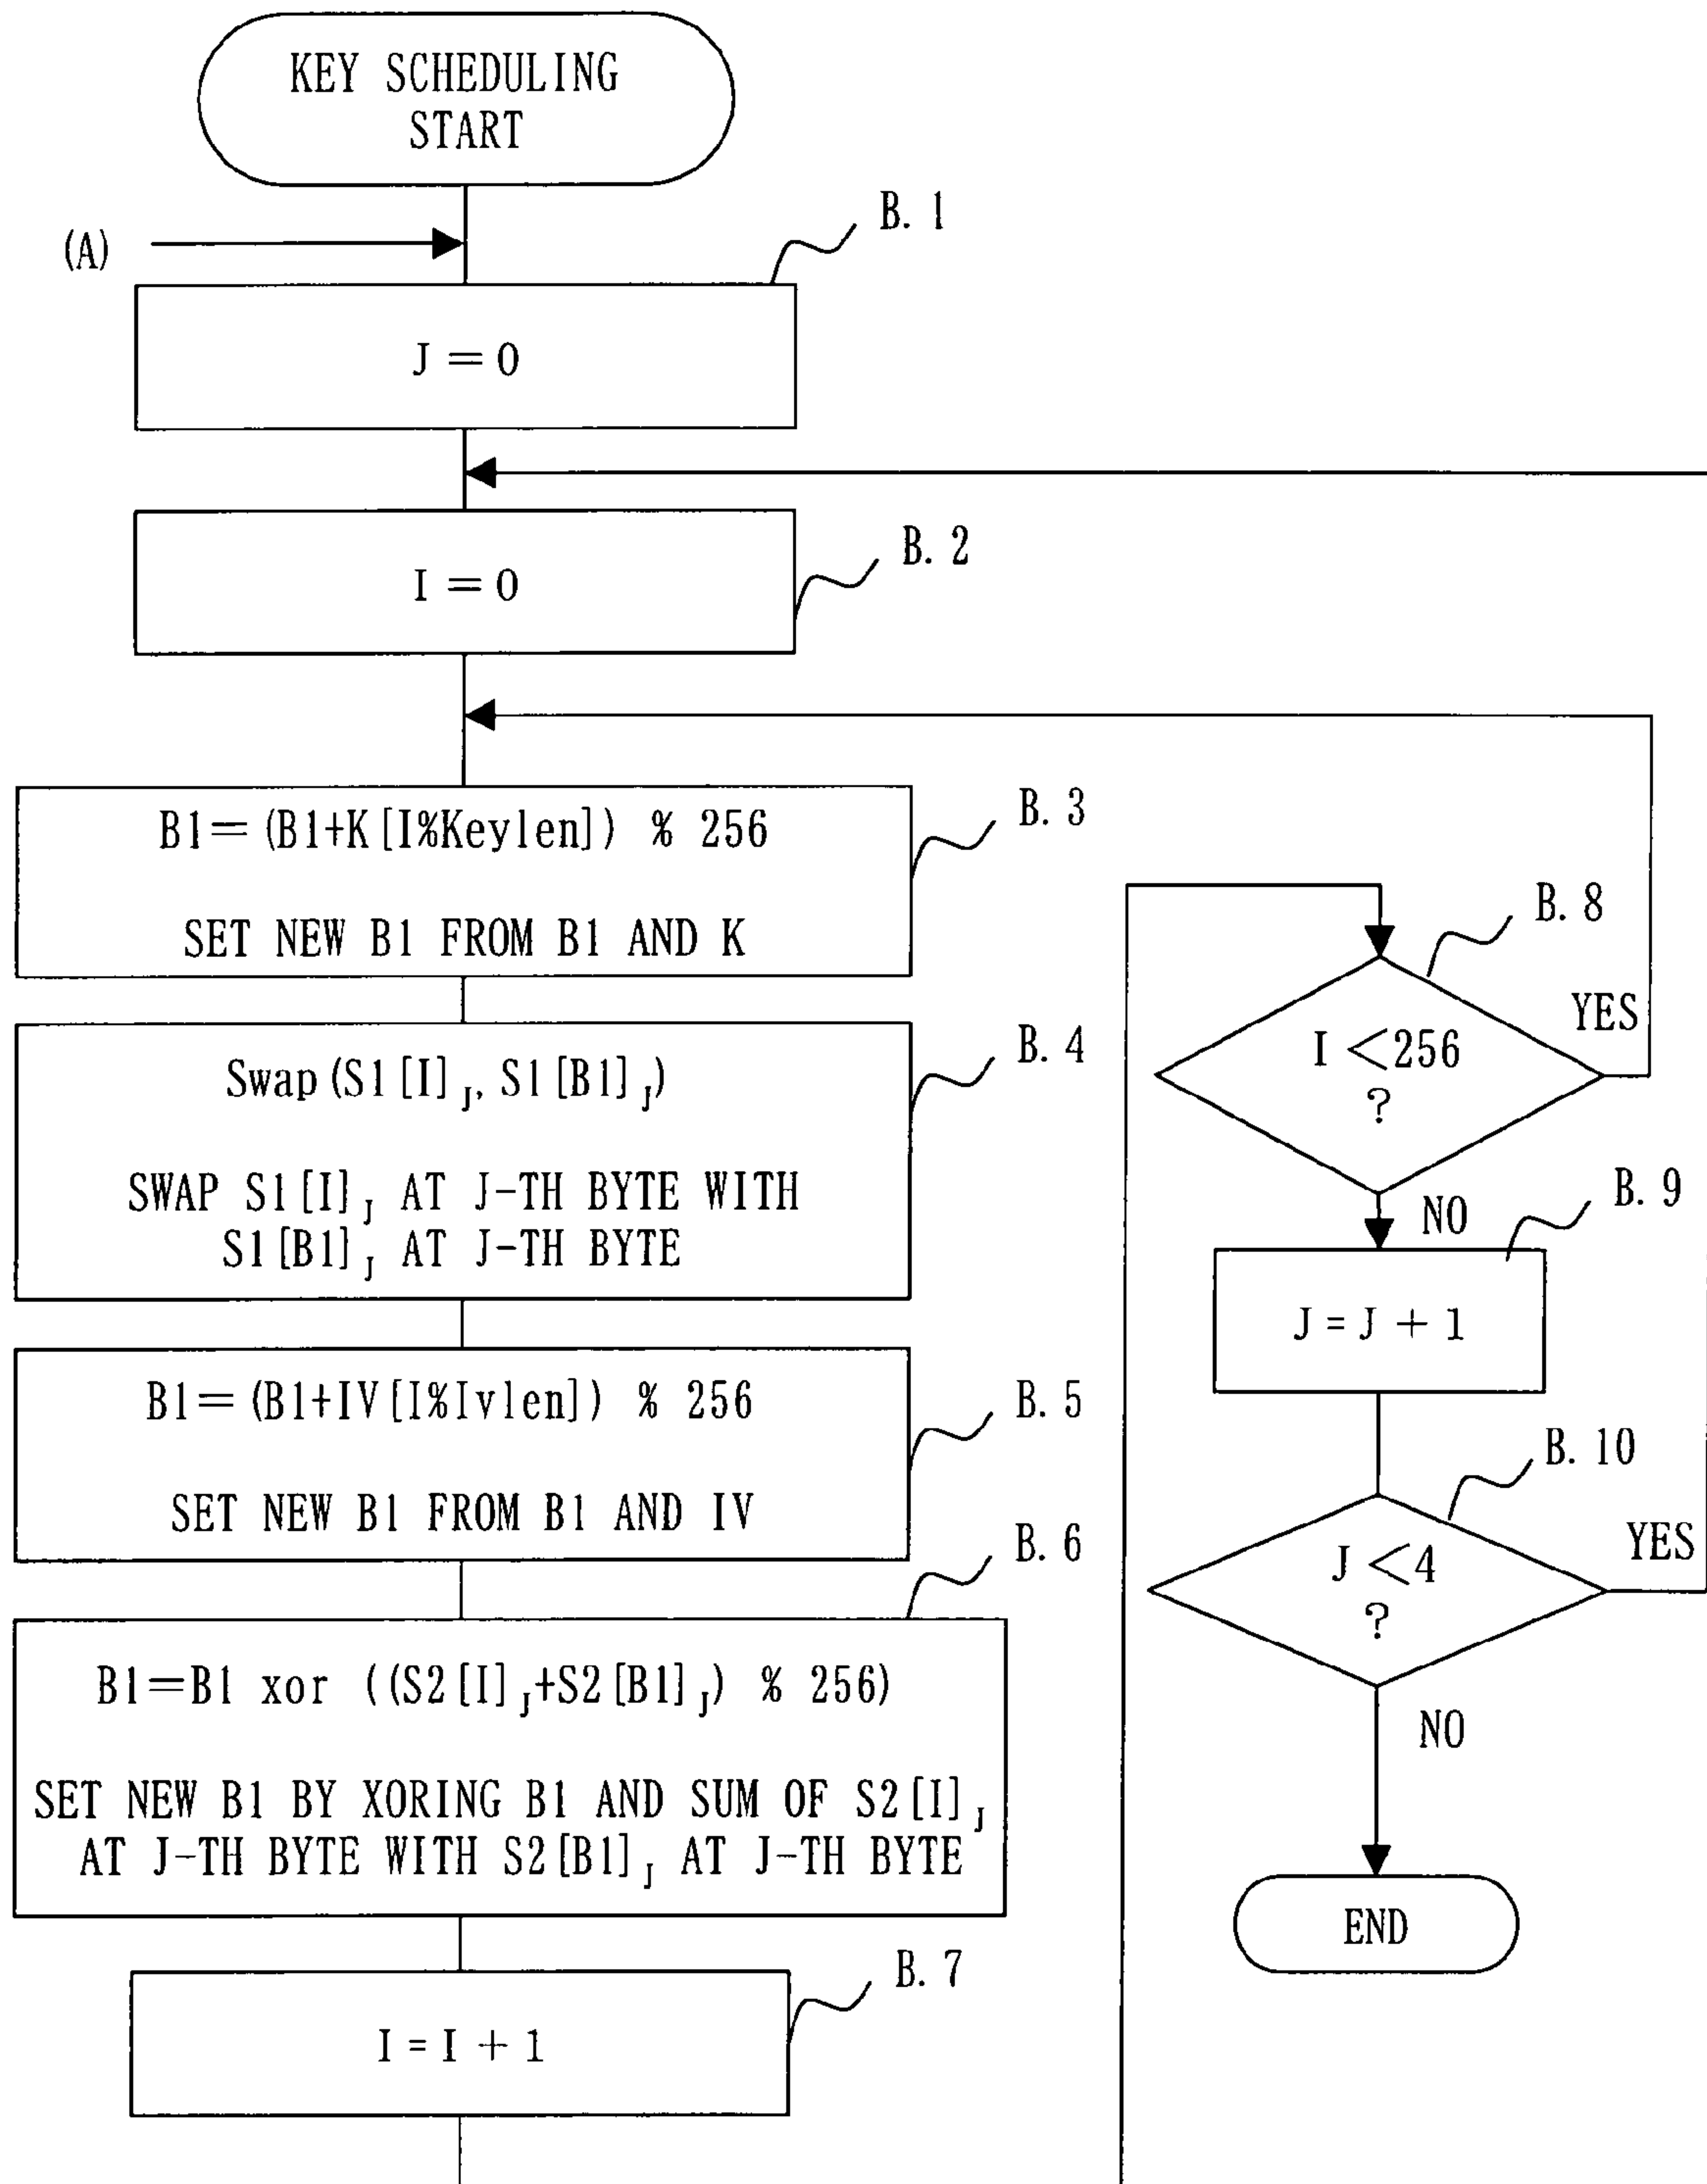 KEY SCHEDULING
START
(A)
B. 1
J = 0
B. 2
I = 0
B. 3
B1= (B1+K[I%Keylen]) % 256
SET NEW B1 FROM B1 AND K
B. 4
Swap(S1[I]J, S1[B1]J)
SWAP S1[I]J AT J-TH BYTE WITH
S1[B1]J AT J-TH BYTE
B. 5
B1= (B1+IV[I%Ivlen]) % 256
SET NEW B1 FROM B1 AND IV
B. 6
B1=B1 xor ((S2[I]J+S2[B1]J) % 256)
SET NEW B1 BY XORING B1 AND SUM OF S2[I]J
AT J-TH BYTE WITH S2[B1]J AT J-TH BYTE
B. 7
I = I + 1
B. 8
I <256
?
YES
NO
B. 9
J = J + 1
B. 10
J <4
?
YES
NO
END